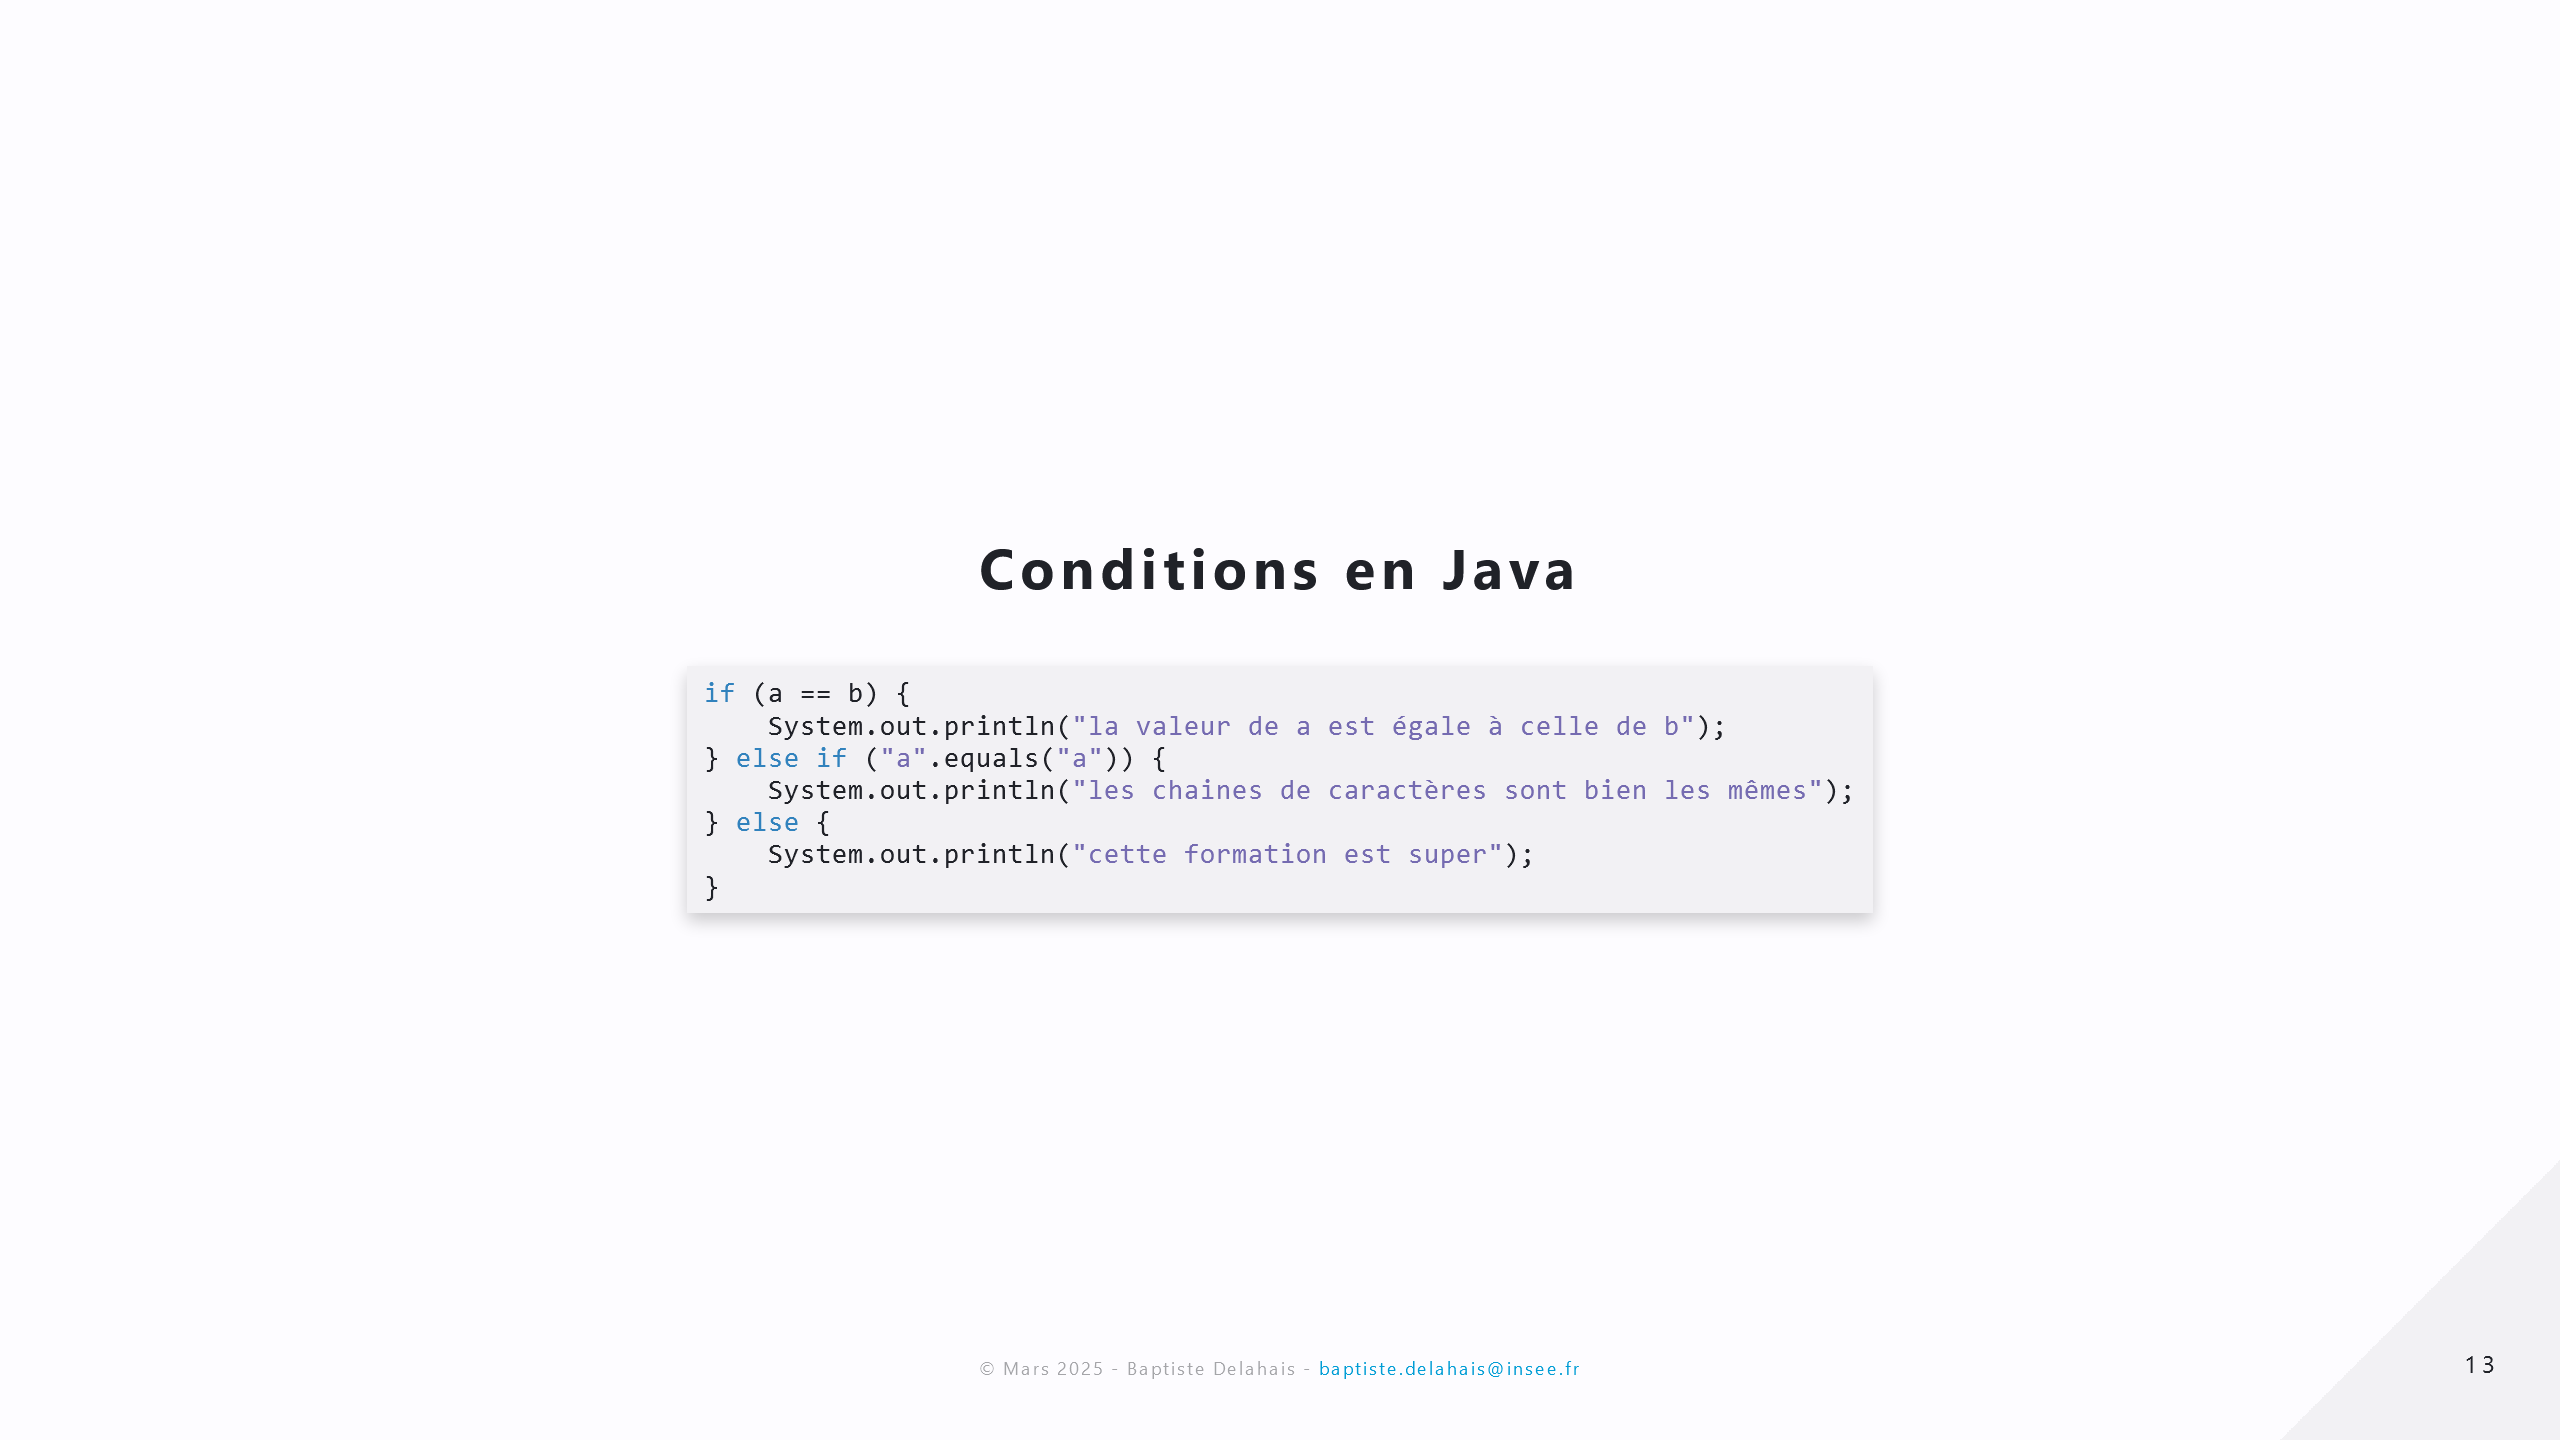 Conditions en Java
if (a == b) {
    System.out.println("la valeur de a est égale à celle de b");
} else if ("a".equals("a")) {
    System.out.println("les chaines de caractères sont bien les mêmes");
} else {
    System.out.println("cette formation est super");
}
© Mars 2025 - Baptiste Delahais - baptiste.delahais@insee.fr
13